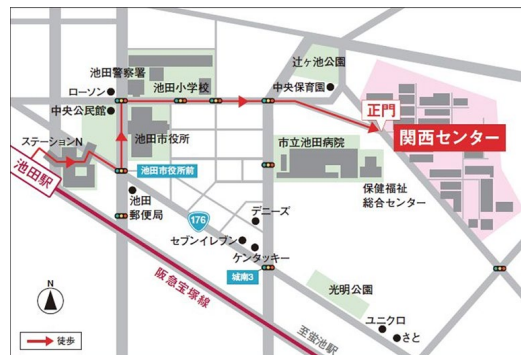 辻ヶ池公園
池田警察署
ローソン
池田小学校
中央保育園
中央公民館
正門
関西センター
ステーションN
池田市役所
市立池田病院
池田駅
池田市役所前
保健福祉
総合センター
池田
郵便局
デニーズ
176
セブンイレブン
ケンタッキー
城南3
阪急宝塚線
光明公園
N
至蛍池駅
ユニクロ
さと
徒歩